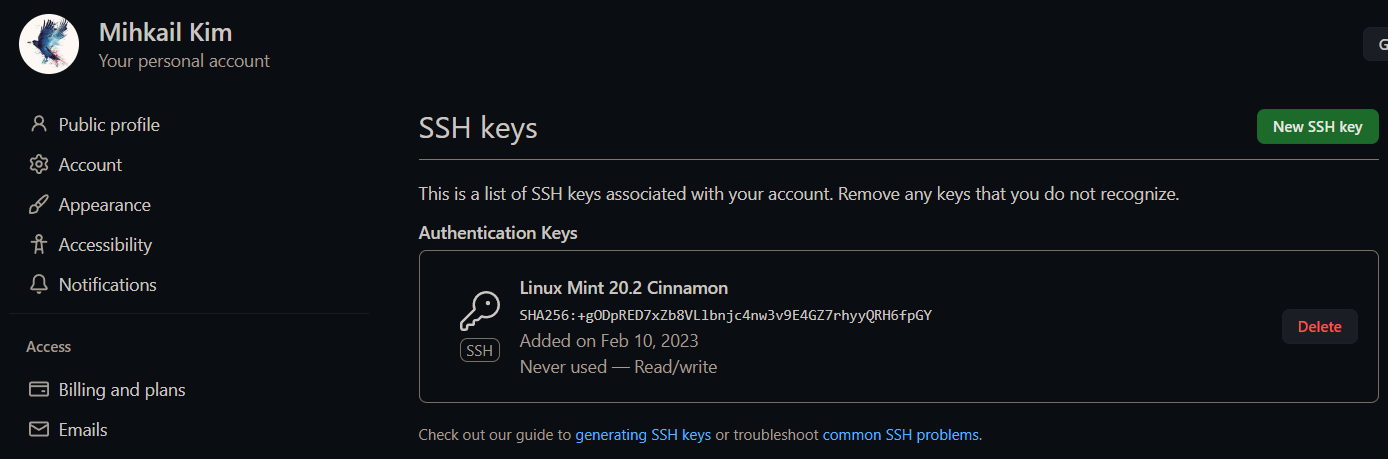 Mihkail Kim
Your personal account
G
Public profile
Account
Appearance
Accessibility
Notifications
Access
Billing and plans
Emails
SSH keys
New SSH key
This is a list of SSH keys associated with your account. Remove any keys that you do not recognize.
Authentication Keys
SSH
Linux Mint 20.2 Cinnamon
SHA256:+gODpRED7xZb8VLlbnjc4nw3v9E4GZ7rhyyQRH6fpGY
Added on Feb 10, 2023
Never used — Read/write
Delete
Check out our guide to generating SSH keys or troubleshoot common SSH problems.